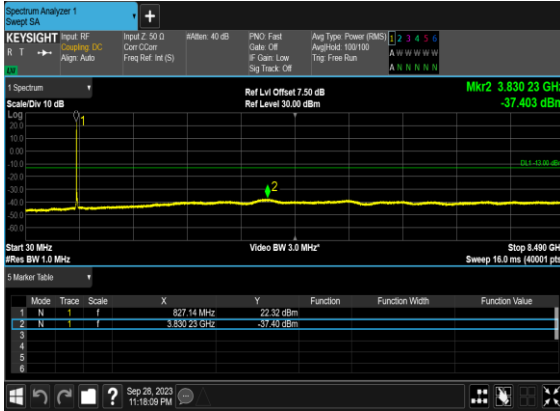 Spectrum Analyzer 1
Swept SA
+
KEYSIGHT Input: RF Input Z: 50 Ω #Atten: 40 dB PNO: Fast Avg Type: Power (RMS) 1 2 3 4 5 6
R T Coupling: DC Corr CCorr Gate: Off Avg|Hold: 100/100 A W W W W W
Align: Auto Freq Ref: Int (S) IF Gain: Low Trig: Free Run
Sig Track: Off A N N N N N
1 Spectrum Ref Lvl Offset 7.50 dB Mkr2 3.830 23 GHz
Scale/Div 10 dB Ref Level 30.00 dBm -37.403 dBm
Log
1
20.0
10.0
0.00
-10.0
DL1 -13.00 dBm
-20.0
-30.0
2
-40.0
-50.0
-60.0
Start 30 MHz Video BW 3.0 MHz* Stop 8.490 GH
#Res BW 1.0 MHz Sweep 16.0 ms (40001 pts
5 Marker Table
Mode Trace Scale X Y Function Function Width Function Value
1 N 1 f 827.14 MHz 22.32 dBm
2 N 1 f 3.830 23 GHz -37.40 dBm
3
4
5
6
? Sep 28, 2023
11:18:09 PM